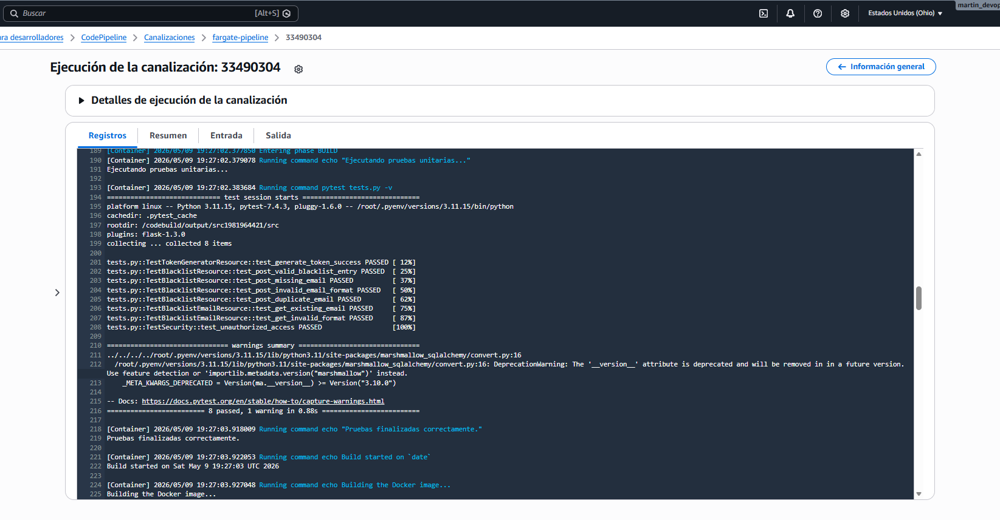 Buscar [Alt+S] Estados Unidos (Ohio) martin_devop
ra desarrolladores CodePipeline Canalizaciones fargate-pipeline 33490304
Ejecución de la canalización: 33490304 Información general
Detalles de ejecución de la canalización
Registros Resumen Entrada Salida
189 [Container] 2026/05/09 19:27:02.377850 Entering phase BUILD
190 [Container] 2026/05/09 19:27:02.379078 Running command echo "Ejecutando pruebas unitarias..."
191 Ejecutando pruebas unitarias...
192
193 [Container] 2026/05/09 19:27:02.383684 Running command pytest tests.py -v
194 ============================= test session starts ==============================
195 platform linux -- Python 3.11.15, pytest-7.4.3, pluggy-1.6.0 -- /root/.pyenv/versions/3.11.15/bin/python
196 cachedir: .pytest_cache
197 rootdir: /codebuild/output/src1981964421/src
198 plugins: flask-1.3.0
199 collecting ... collected 8 items
200
201 tests.py::TestTokenGeneratorResource::test_generate_token_success PASSED [ 12%]
202 tests.py::TestBlacklistResource::test_post_valid_blacklist_entry PASSED [ 25%]
203 tests.py::TestBlacklistResource::test_post_missing_email PASSED [ 37%]
204 tests.py::TestBlacklistResource::test_post_invalid_email_format PASSED [ 50%]
205 tests.py::TestBlacklistResource::test_post_duplicate_email PASSED [ 62%]
206 tests.py::TestBlacklistEmailResource::test_get_existing_email PASSED [ 75%]
207 tests.py::TestBlacklistEmailResource::test_get_invalid_format PASSED [ 87%]
208 tests.py::TestSecurity::test_unauthorized_access PASSED [100%]
209
210 =============================== warnings summary ===============================
211 ../../../../root/.pyenv/versions/3.11.15/lib/python3.11/site-packages/marshmallow_sqlalchemy/convert.py:16
212 /root/.pyenv/versions/3.11.15/lib/python3.11/site-packages/marshmallow_sqlalchemy/convert.py:16: DeprecationWarning: The '__version__' attribute is deprecated and will be removed in in a future version.
Use feature detection or 'importlib.metadata.version("marshmallow")' instead.
213 _META_KWARGS_DEPRECATED = Version(ma.__version__) >= Version("3.10.0")
214
215 -- Docs: https://docs.pytest.org/en/stable/how-to/capture-warnings.html
216 ========================= 8 passed, 1 warning in 0.88s =========================
217
218 [Container] 2026/05/09 19:27:03.918009 Running command echo "Pruebas finalizadas correctamente."
219 Pruebas finalizadas correctamente.
220
221 [Container] 2026/05/09 19:27:03.922053 Running command echo Build started on `date`
222 Build started on Sat May 9 19:27:03 UTC 2026
223
224 [Container] 2026/05/09 19:27:03.927048 Running command echo Building the Docker image...
225 Building the Docker image...